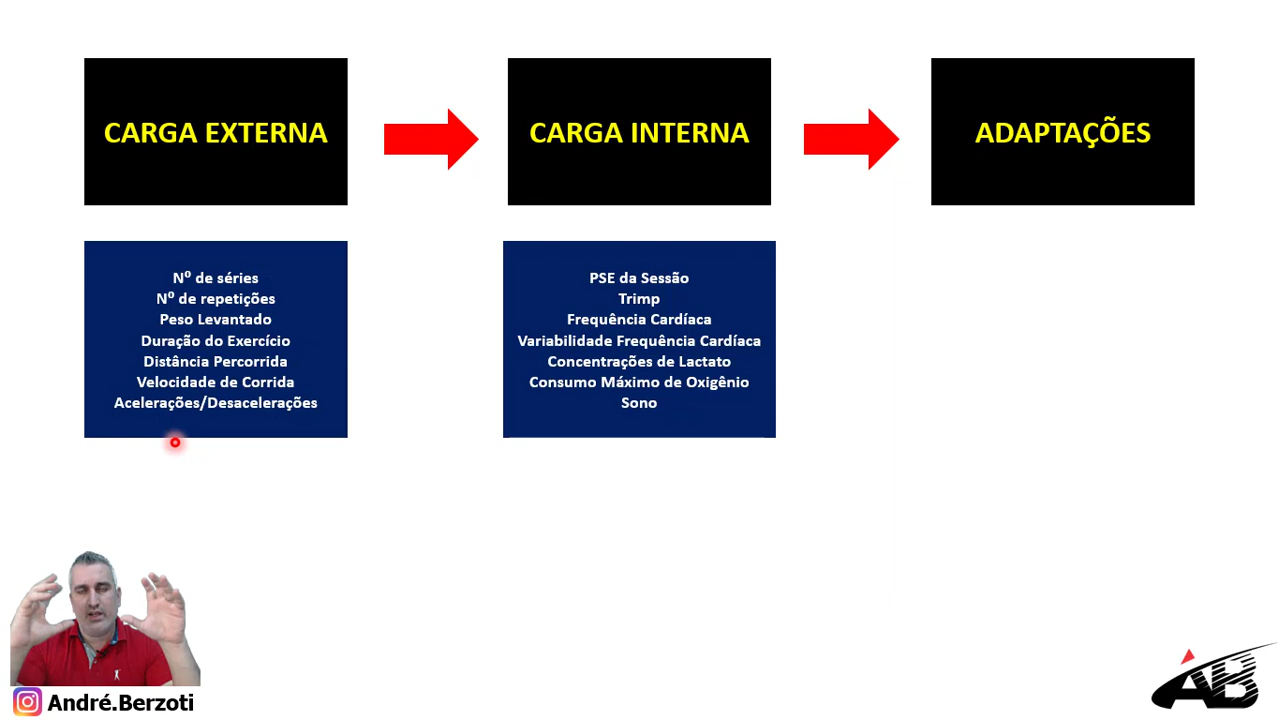 CARGA EXTERNA
CARGA INTERNA
ADAPTAÇÕES
Nº de séries
Nº de repetições
Peso Levantado
Duração do Exercício
Distância Percorrida
Velocidade de Corrida
Acelerações/Desacelerações
PSE da Sessão
Trimp
Frequência Cardíaca
Variabilidade Frequência Cardíaca
Concentrações de Lactato
Consumo Máximo de Oxigênio
Sono
André.Berzoti
AB